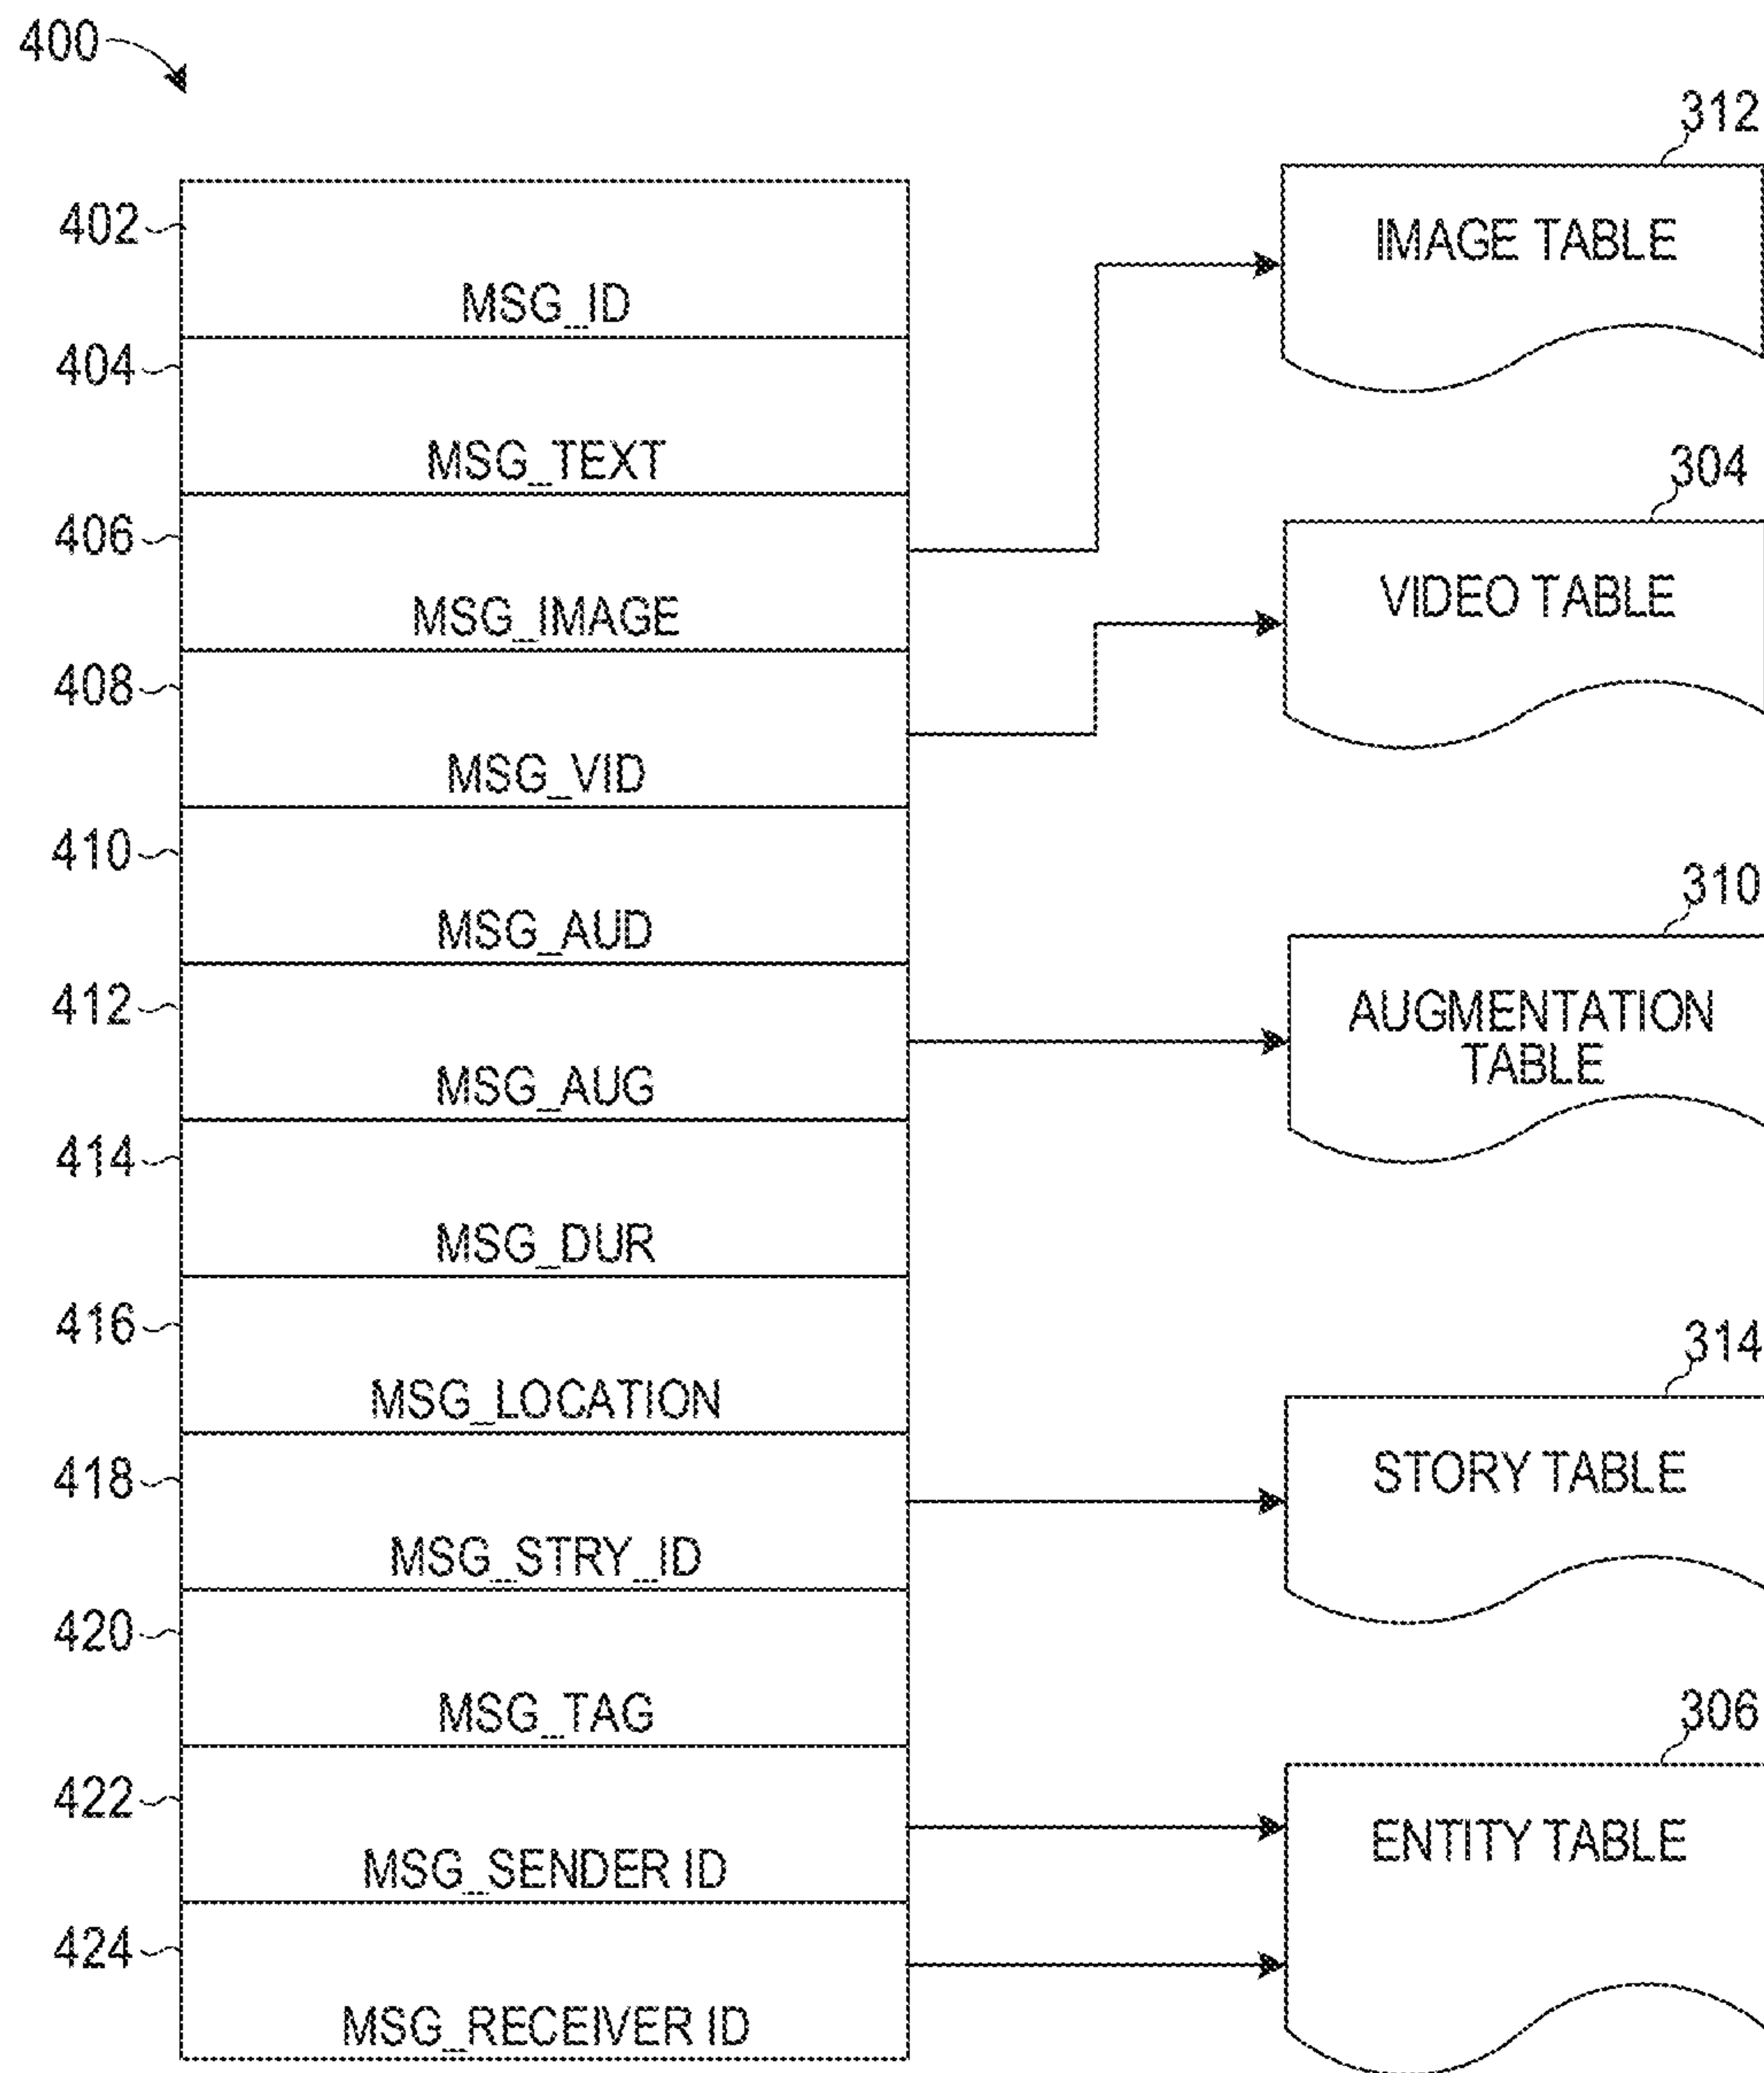 400
312
402
IMAGE TABLE
MSG_ID
404
MSG_TEXT
304
406
VIDEO TABLE
MSG_IMAGE
408
MSG_VID
410
310
MSG_AUD
412
AUGMENTATION
TABLE
MSG_AUG
414
MSG_DUR
416
314
MSG_LOCATION
418
STORY TABLE
MSG_STRY_ID
420
MSG_TAG
306
422
ENTITY TABLE
MSG_SENDER ID
424
MSG_RECEIVER ID